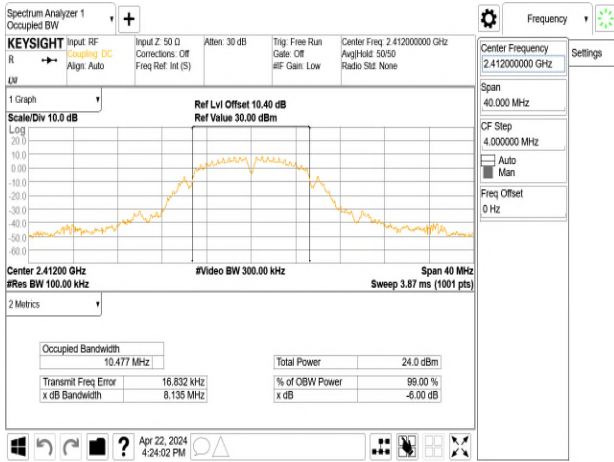 Spectrum Analyzer 1
Occupied BW
Frequency
Settings
KEYSIGHT
R
Input: RF
Coupling: DC
Align: Auto
Input Z: 50 Ω
Corrections: Off
Freq Ref: Int (S)
Atten: 30 dB
Trig: Free Run
Gate: Off
#IF Gain: Low
Center Freq: 2.412000000 GHz
Avg|Hold: 50/50
Radio Std: None
Center Frequency
2.412000000 GHz
Span
40.000 MHz
CF Step
4.000000 MHz
Auto
Man
Freq Offset
0 Hz
1 Graph
Scale/Div 10.0 dB
Ref Lvl Offset 10.40 dB
Ref Value 30.00 dBm
Log
20.0
10.0
0.00
-10.0
-20.0
-30.0
-40.0
-50.0
-60.0
Center 2.41200 GHz
#Res BW 100.00 kHz
#Video BW 300.00 kHz
Span 40 MHz
Sweep 3.87 ms (1001 pts)
2 Metrics
Occupied Bandwidth
10.477 MHz
Transmit Freq Error 16.832 kHz
x dB Bandwidth 8.135 MHz
Total Power 24.0 dBm
% of OBW Power 99.00 %
x dB -6.00 dB
?
Apr 22, 2024
4:24:02 PM